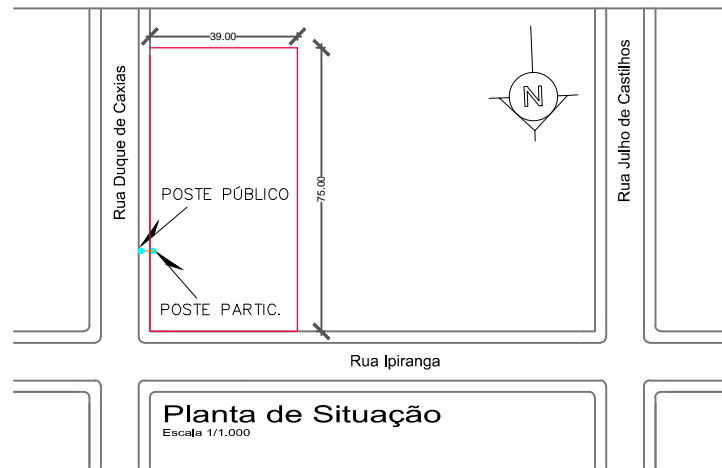 39.00
Rua Duque de Caxias
N
Rua Julho de Castilhos
75.00
POSTE PÚBLICO
POSTE PARTIC.
Rua Ipiranga
Planta de Situação
Escala 1/1.000